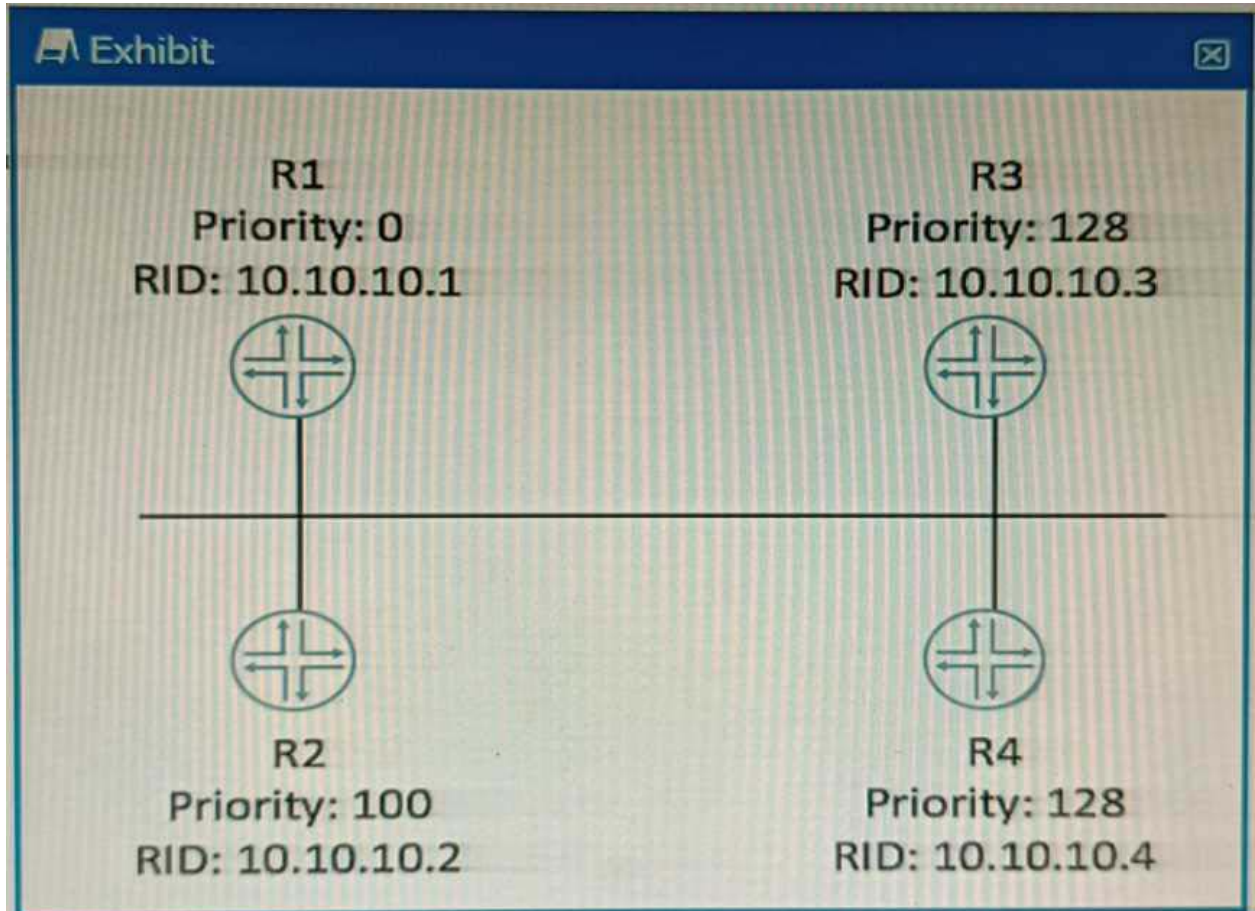 Exhibit
R1
Priority: 0
RID: 10.10.10.1
R3
Priority: 128
RID: 10.10.10.3
R2
Priority: 100
RID: 10.10.10.2
R4
Priority: 128
RID: 10.10.10.4